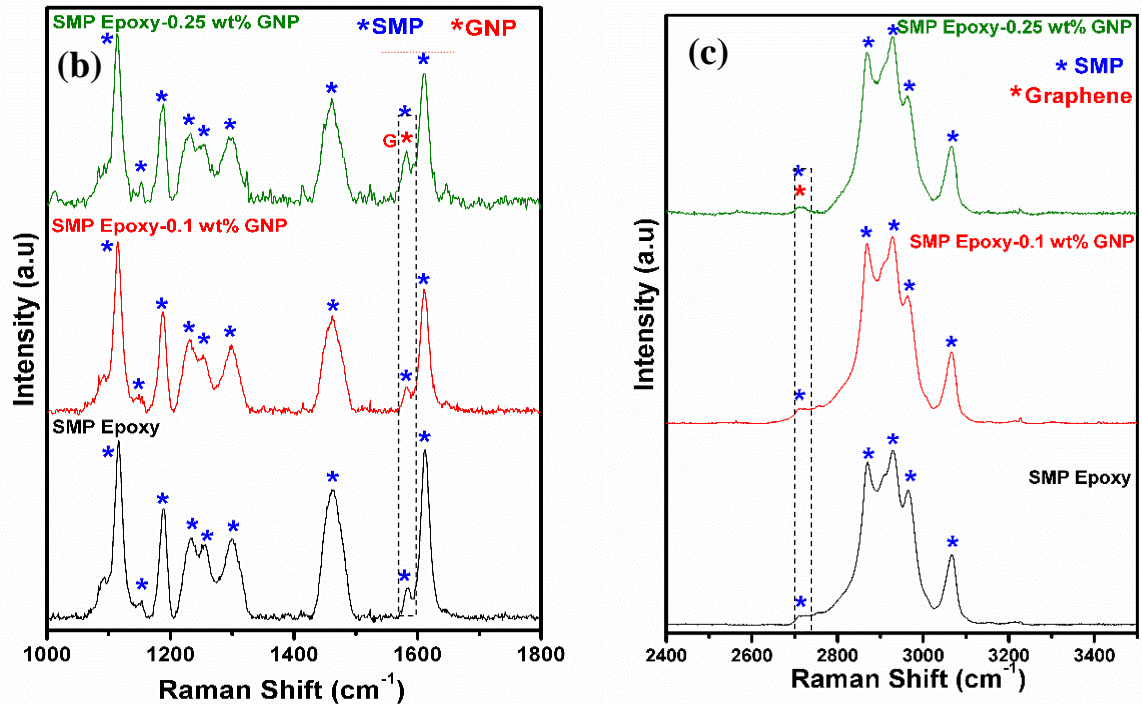 SMP Epoxy-0.25 wt% GNP
*SMP
*GNP
(b)
G
SMP Epoxy-0.1 wt% GNP
SMP Epoxy
Intensity (a.u)
1000 1200 1400 1600 1800
Raman Shift (cm-1)
SMP Epoxy-0.25 wt% GNP
(c)
* SMP
*Graphene
SMP Epoxy-0.1 wt% GNP
SMP Epoxy
Intensity (a.u)
2400 2600 2800 3000 3200 3400
Raman Shift (cm-1)